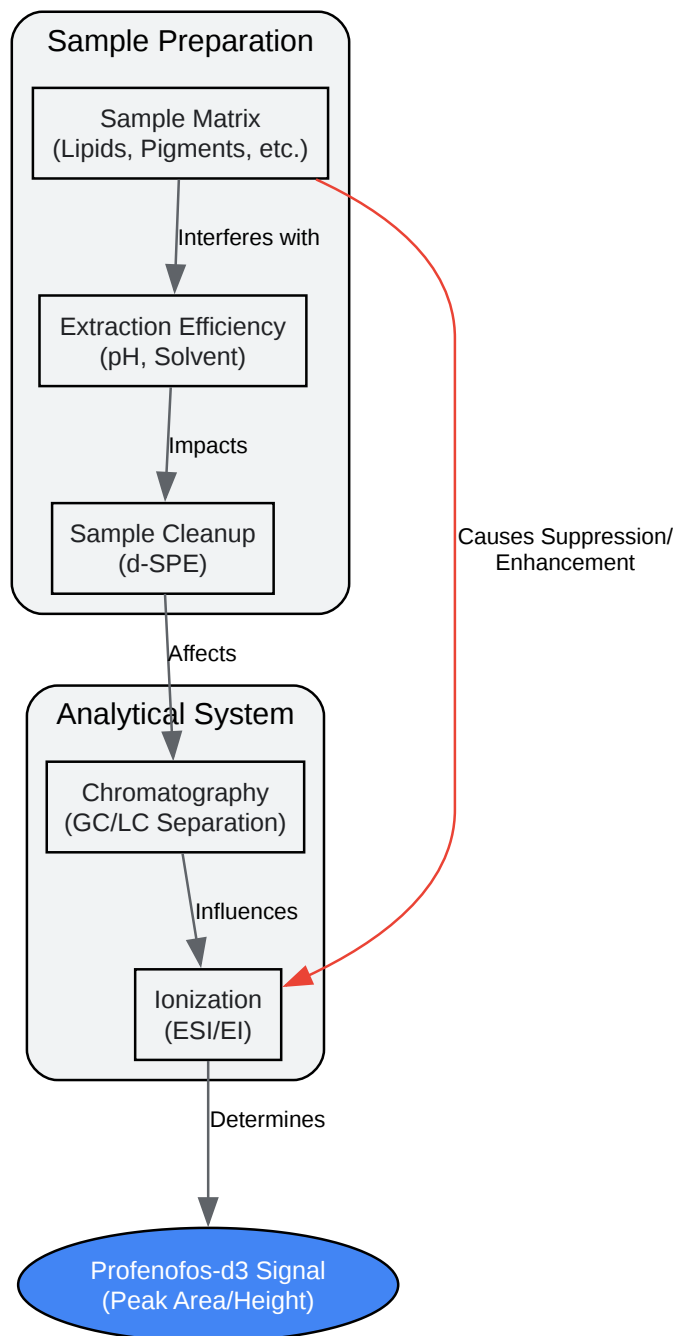 Sample Preparation
Sample Matrix
(Lipids, Pigments, etc.)
Interferes with
Extraction Efficiency
(pH, Solvent)
Impacts
Causes Suppression/
Enhancement
Sample Cleanup
(d-SPE)
Affects
Analytical System
Chromatography
(GC/LC Separation)
Influences
Ionization
(ESI/EI)
Determines
Profenofos-d3 Signal
(Peak Area/Height)